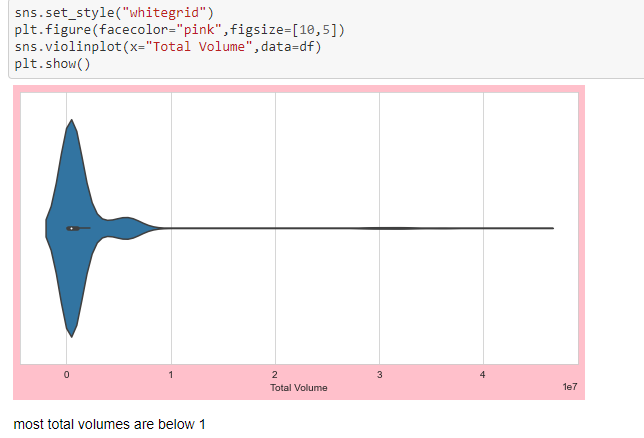 sns.set_style("whitegrid")
plt.figure(facecolor="pink",figsize=[10,5])
sns.violinplot(x="Total Volume",data=df)
plt.show()
0 1 2 3 4
Total Volume 1e7
most total volumes are below 1